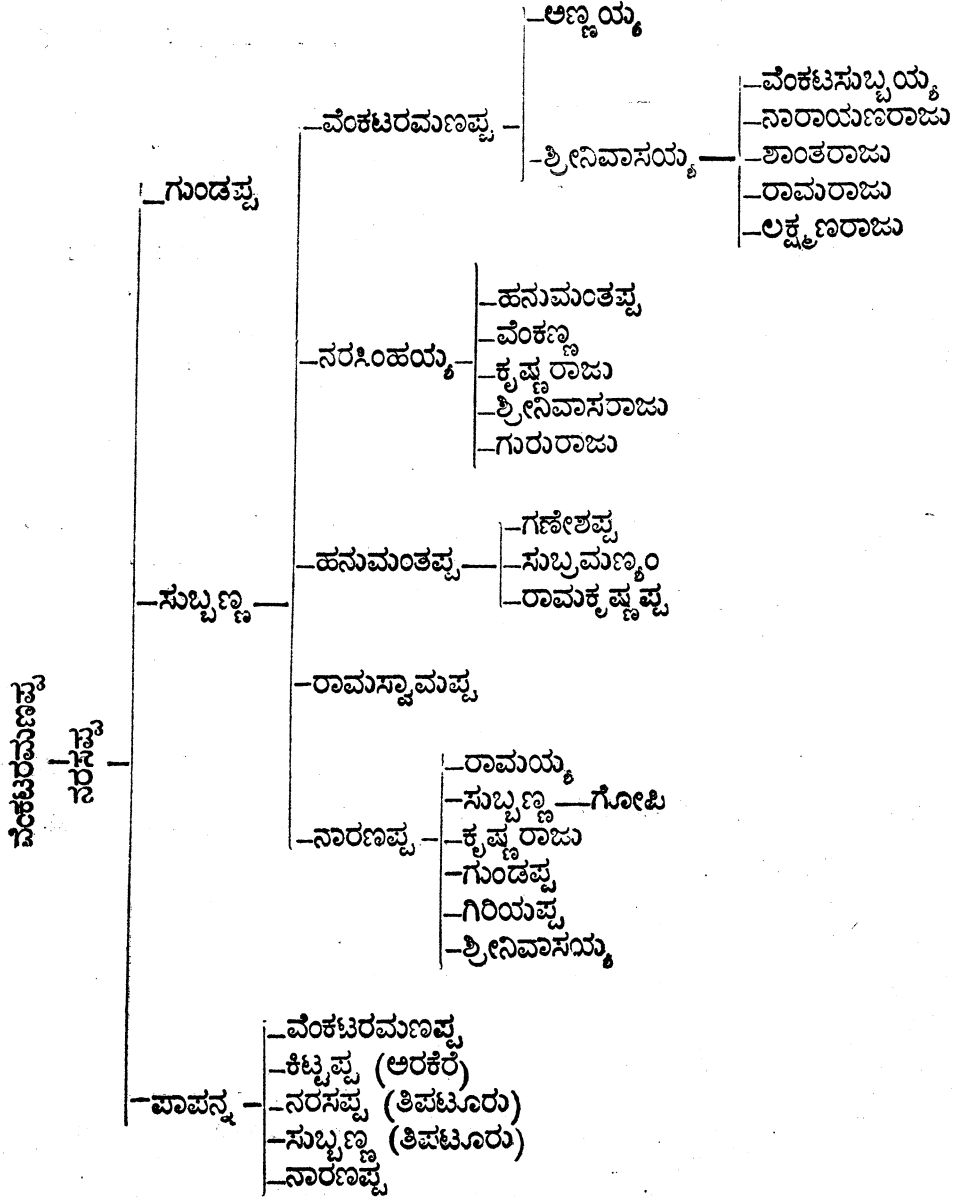 ಅಣ್ಣಯ್ಯ
ವೆಂಕಟಸುಬ್ಬಯ್ಯ
ವೆಂಕಟರಮಣಪ್ಪ
ನಾರಾಯಣರಾಜು
ಶ್ರೀನಿವಾಸಯ್ಯ
ಶಾಂತರಾಜು
ಗುಂಡಪ್ಪ
ರಾಮರಾಜು
ಲಕ್ಷ್ಮಣರಾಜು
ಹನುಮಂತಪ್ಪ
ವೆಂಕಣ್ಣ
ನರಸಿಂಹಯ್ಯ
ಕೃಷ್ಣರಾಜು
ಶ್ರೀನಿವಾಸರಾಜು
ಗುರುರಾಜು
ಗಣೇಶಪ್ಪ
ಹನುಮಂತಪ್ಪ
ಸುಬ್ರಮಣ್ಯಂ
ರಾಮಕೃಷ್ಣಪ್ಪ
ಸುಬ್ಬಣ್ಣ
ರಾಮಸ್ವಾಮಪ್ಪ
ವೆಂಕಟರಮಣಪ್ಪ
ನರಸಪ್ಪ
ರಾಮಯ್ಯ
ಸುಬ್ಬಣ್ಣ — ಗೋಪಿ
ನಾರಣಪ್ಪ
ಕೃಷ್ಣರಾಜು
ಗುಂಡಪ್ಪ
ಗಿರಿಯಪ್ಪ
ಶ್ರೀನಿವಾಸಯ್ಯ
ವೆಂಕಟರಮಣಪ್ಪ
ಕಿಟ್ಟಪ್ಪ (ಅರಕೆರೆ)
ಪಾಪನ್ನ
ನರಸಪ್ಪ (ತಿಪಟೂರು)
ಸುಬ್ಬಣ್ಣ (ತಿಪಟೂರು)
ನಾರಣಪ್ಪ